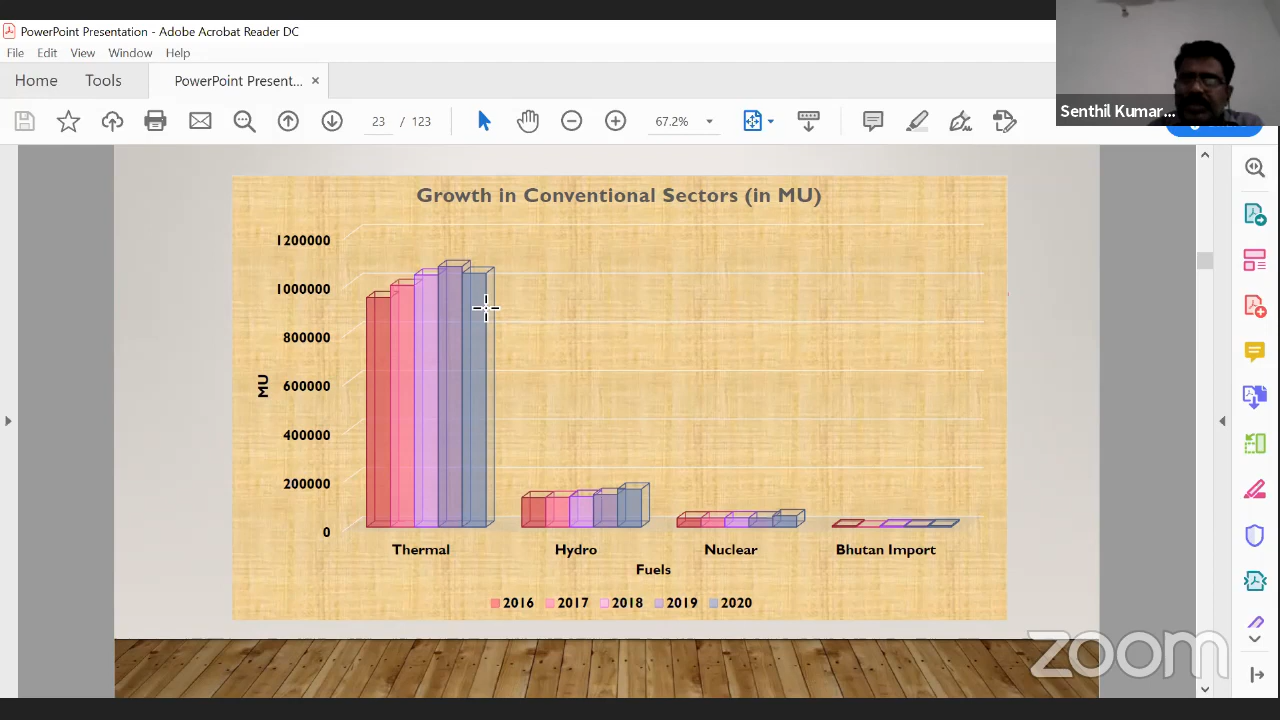 PowerPoint Presentation - Adobe Acrobat Reader DC
File Edit View Window Help
Home Tools PowerPoint Present... ×
23 / 123 67.2%
Senthil Kumar...
Growth in Conventional Sectors (in MU)
1200000
1000000
800000
600000
400000
200000
0
MU
Thermal Hydro Nuclear Bhutan Import
Fuels
2016 2017 2018 2019 2020
zoom